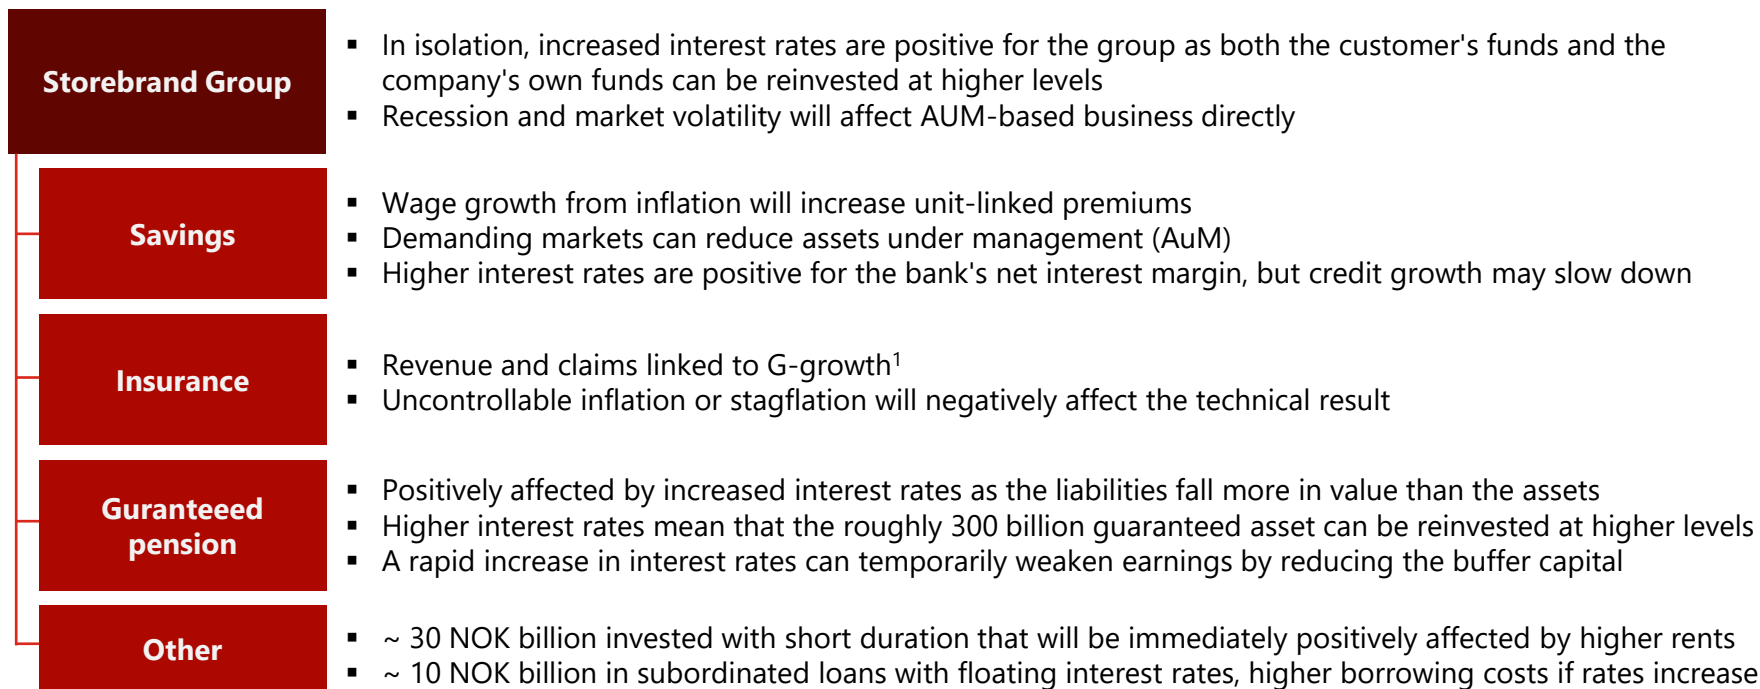 Storebrand Group
▪ In isolation, increased interest rates are positive for the group as both the customer's funds and the
company's own funds can be reinvested at higher levels
▪ Recession and market volatility will affect AUM-based business directly
Savings
▪ Wage growth from inflation will increase unit-linked premiums
▪ Demanding markets can reduce assets under management (AuM)
▪ Higher interest rates are positive for the bank's net interest margin, but credit growth may slow down
Insurance
▪ Revenue and claims linked to G-growth¹
▪ Uncontrollable inflation or stagflation will negatively affect the technical result
Guranteeed
pension
▪ Positively affected by increased interest rates as the liabilities fall more in value than the assets
▪ Higher interest rates mean that the roughly 300 billion guaranteed asset can be reinvested at higher levels
▪ A rapid increase in interest rates can temporarily weaken earnings by reducing the buffer capital
Other
▪ ~ 30 NOK billion invested with short duration that will be immediately positively affected by higher rents
▪ ~ 10 NOK billion in subordinated loans with floating interest rates, higher borrowing costs if rates increase